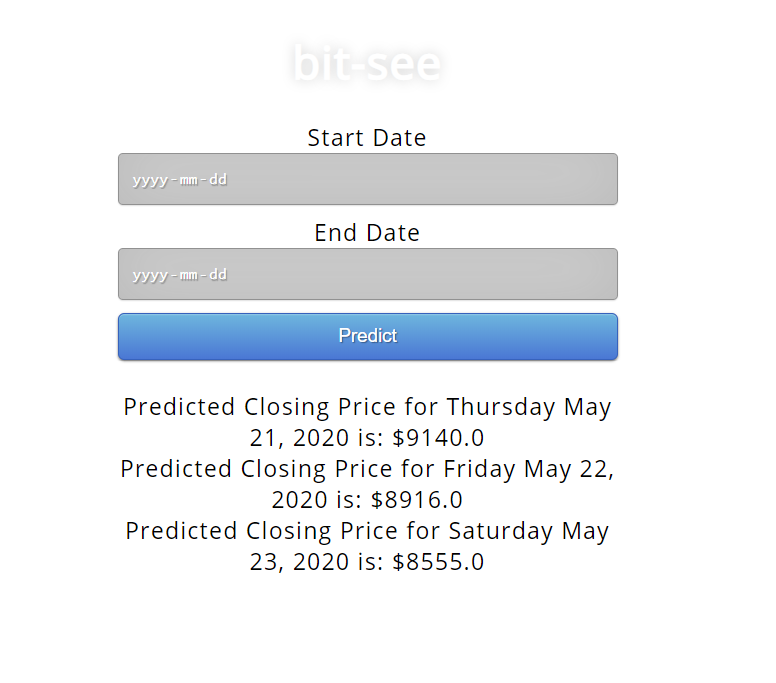 bit-see
Start Date
yyyy-mm-dd
End Date
yyyy-mm-dd
Predict
Predicted Closing Price for Thursday May
21, 2020 is: $9140.0
Predicted Closing Price for Friday May 22,
2020 is: $8916.0
Predicted Closing Price for Saturday May
23, 2020 is: $8555.0